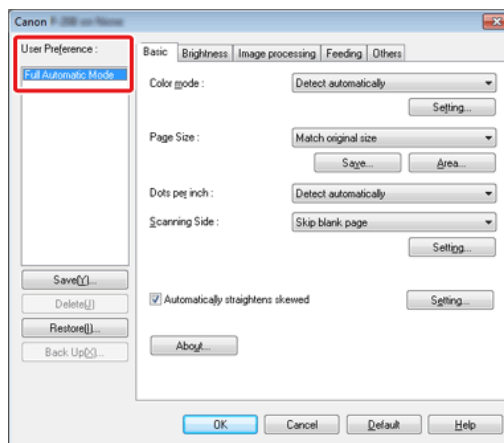 Canon
User Preference :
Full Automatic Mode
Save(Y)...
Delete(J)
Restore(I)...
Back Up(X)...
Basic
Brightness
Image processing
Feeding
Others
Color mode :
Detect automatically
Setting...
Page Size :
Match original size
Save...
Area...
Dots per inch :
Detect automatically
Scanning Side :
Skip blank page
Setting...
Automatically straightens skewed
Setting...
About...
OK
Cancel
Default
Help